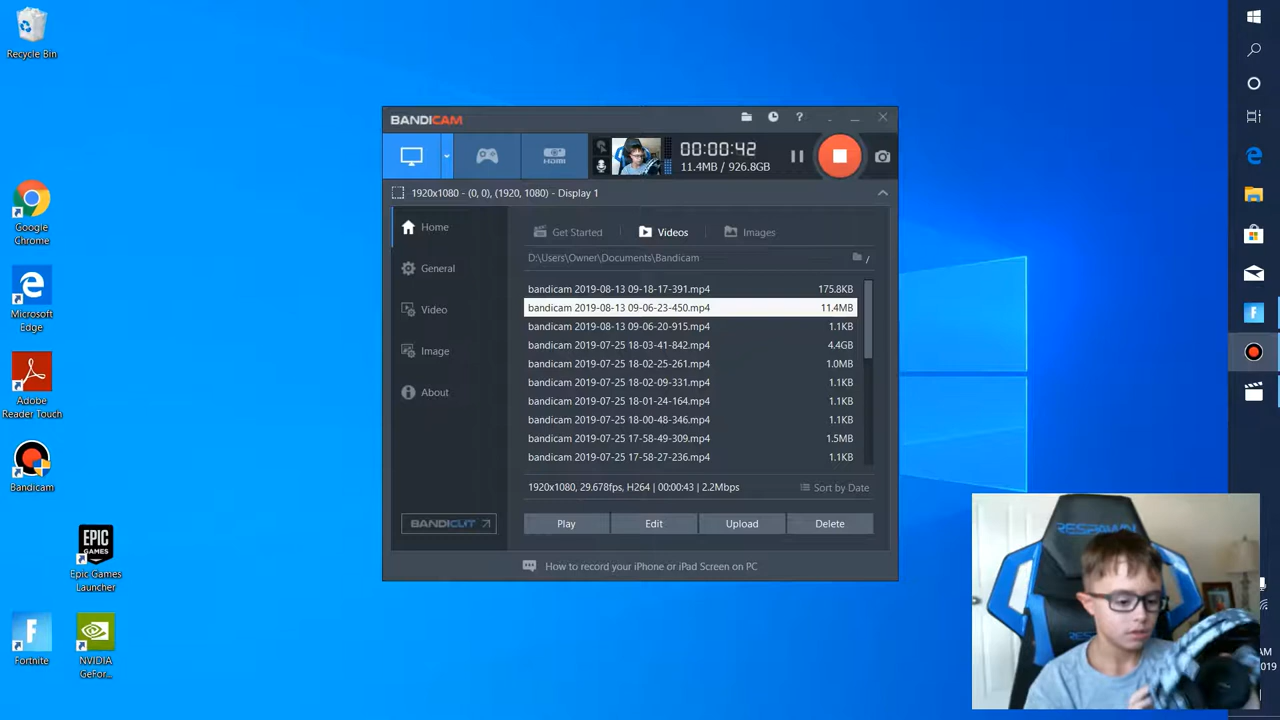 Recycle Bin
Google
Chrome
Microsoft
Edge
Adobe
Reader Touch
Bandicam
Epic Games
Launcher
EPIC
GAMES
Fortnite
NVIDIA
GeFor...
BANDICAM
?
HDMI
00:00:42
11.4MB / 926.8GB
1920x1080 - (0, 0), (1920, 1080) - Display 1
Home
General
Video
Image
About
BANDICUT
Get Started
Videos
Images
D:\Users\Owner\Documents\Bandicam
/
bandicam 2019-08-13 09-18-17-391.mp4 175.8KB
bandicam 2019-08-13 09-06-23-450.mp4 11.4MB
bandicam 2019-08-13 09-06-20-915.mp4 1.1KB
bandicam 2019-07-25 18-03-41-842.mp4 4.4GB
bandicam 2019-07-25 18-02-25-261.mp4 1.0MB
bandicam 2019-07-25 18-02-09-331.mp4 1.1KB
bandicam 2019-07-25 18-01-24-164.mp4 1.1KB
bandicam 2019-07-25 18-00-48-346.mp4 1.1KB
bandicam 2019-07-25 17-58-49-309.mp4 1.5MB
bandicam 2019-07-25 17-58-27-236.mp4 1.1KB
1920x1080, 29.678fps, H264 | 00:00:43 | 2.2Mbps
Sort by Date
Play
Edit
Upload
Delete
How to record your iPhone or iPad Screen on PC
RESPAWN
AM